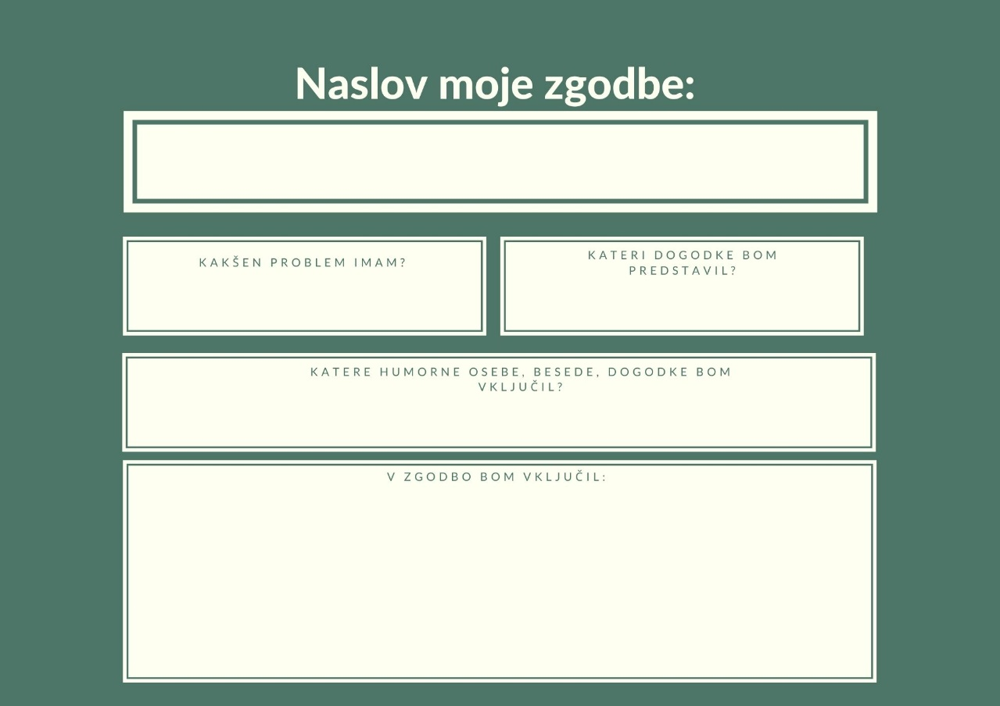 Naslov moje zgodbe:
KAKŠEN PROBLEM IMAM?
KATERI DOGODKE BOM
PREDSTAVIL?
KATERE HUMORNE OSEBE, BESEDE, DOGODKE BOM
VKLJUČIL?
V ZGODBO BOM VKLJUČIL: